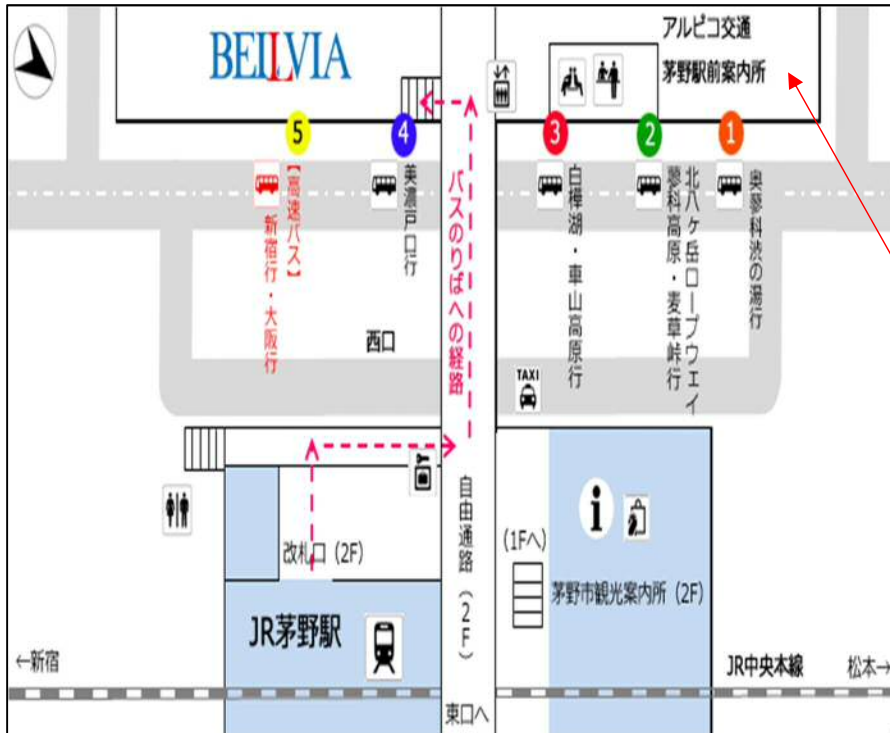 BELLVIA
アルピコ交通
茅野駅前案内所
5
4
3
2
1
【高速バス】
新宿行・大阪行
美濃戸口行
バスのりばへの経路
白樺湖・車山高原行
北八ヶ岳ロープウエイ
蓼科高原・麦草峠行
奥蓼科渋の湯行
西口
TAXI
自由通路(2F)
改札口(2F)
(1Fへ)
i
茅野市観光案内所(2F)
JR茅野駅
←新宿
JR中央本線
松本→
東口へ